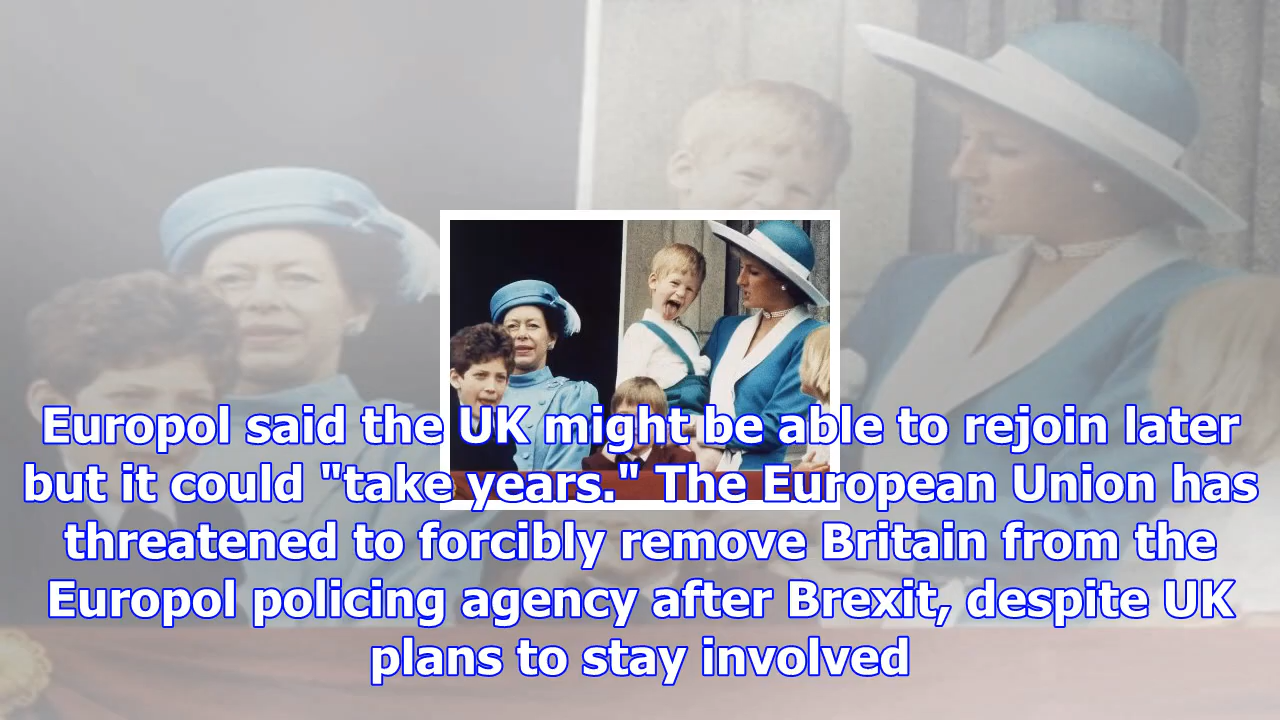 Europol said the UK might be able to rejoin later
but it could "take years." The European Union has
threatened to forcibly remove Britain from the
Europol policing agency after Brexit, despite UK
plans to stay involved